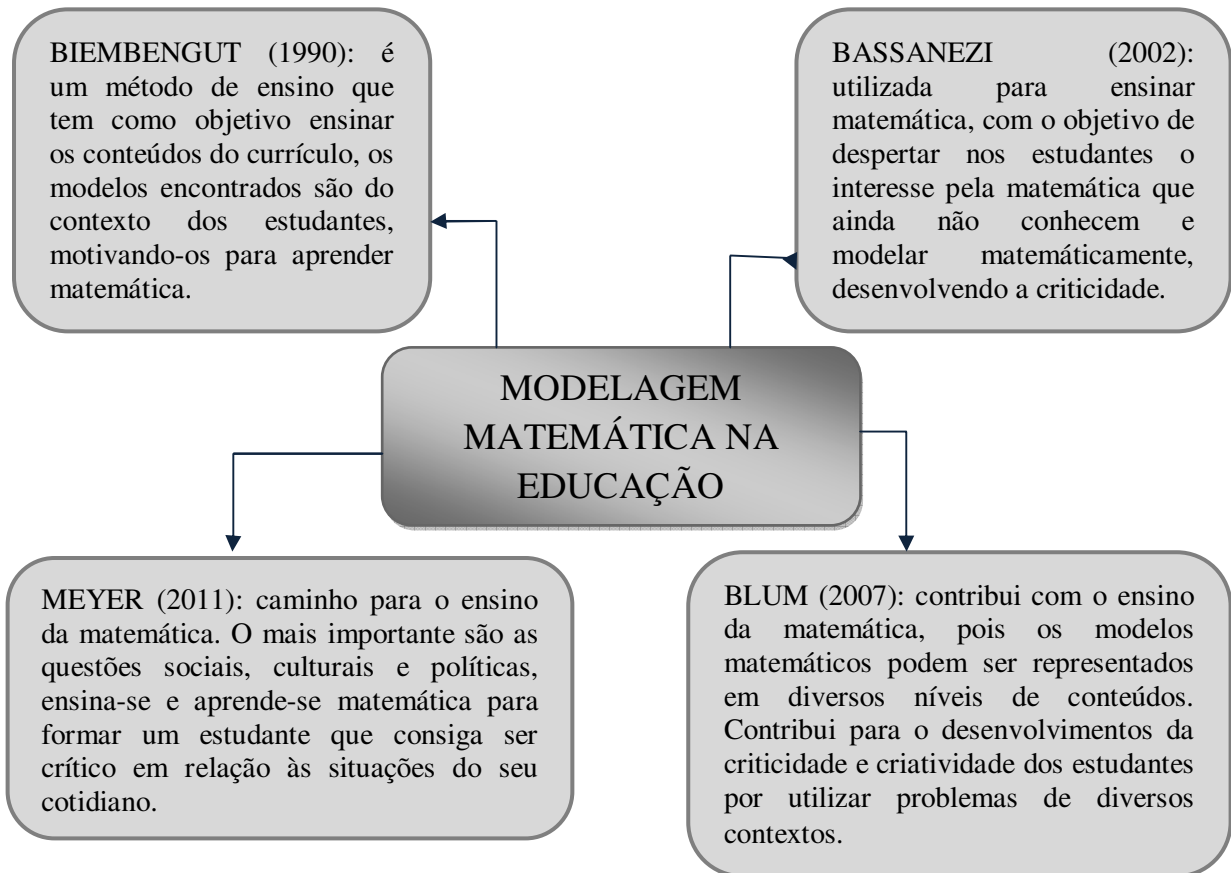 BIEMBENGUT (1990): é
um método de ensino que
tem como objetivo ensinar
os conteúdos do currículo, os
modelos encontrados são do
contexto dos estudantes,
motivando-os para aprender
matemática.
BASSANEZI (2002):
utilizada para ensinar
matemática, com o objetivo de
despertar nos estudantes o
interesse pela matemática que
ainda não conhecem e
modelar matemáticamente,
desenvolvendo a criticidade.
MODELAGEM
MATEMÁTICA NA
EDUCAÇÃO
MEYER (2011): caminho para o ensino
da matemática. O mais importante são as
questões sociais, culturais e políticas,
ensina-se e aprende-se matemática para
formar um estudante que consiga ser
crítico em relação às situações do seu
cotidiano.
BLUM (2007): contribui com o ensino
da matemática, pois os modelos
matemáticos podem ser representados
em diversos níveis de conteúdos.
Contribui para o desenvolvimentos da
criticidade e criatividade dos estudantes
por utilizar problemas de diversos
contextos.